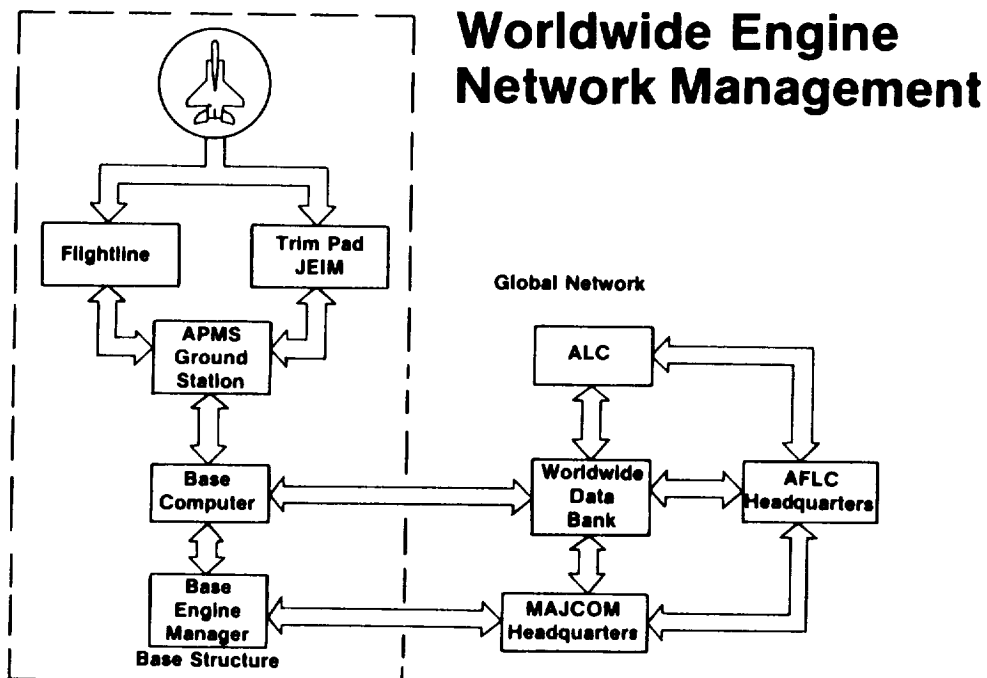 Worldwide Engine
Network Management
Flightline
Trim Pad
JEIM
APMS
Ground
Station
Base
Computer
Base
Engine
Manager
Base Structure
Global Network
ALC
Worldwide
Data
Bank
AFLC
Headquarters
MAJCOM
Headquarters